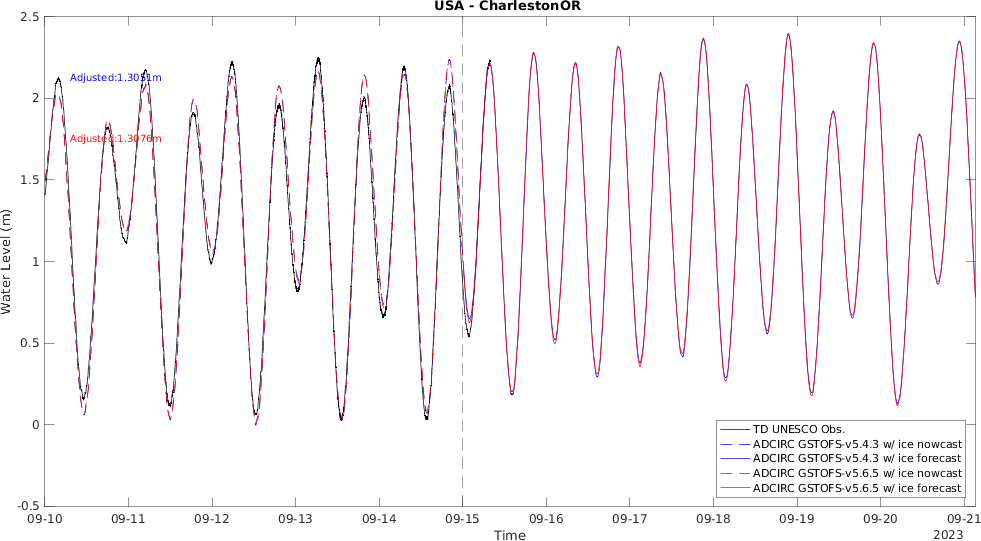 USA - CharlestonOR
2.5
2
1.5
1
0.5
0
-0.5
Water Level (m)
Adjusted:1.3051m
Adjusted:1.3076m
TD UNESCO Obs.
ADCIRC GSTOFS-v5.4.3 w/ ice nowcast
ADCIRC GSTOFS-v5.4.3 w/ ice forecast
ADCIRC GSTOFS-v5.6.5 w/ ice nowcast
ADCIRC GSTOFS-v5.6.5 w/ ice forecast
09-10 09-11 09-12 09-13 09-14 09-15 09-16 09-17 09-18 09-19 09-20 09-21
Time
2023